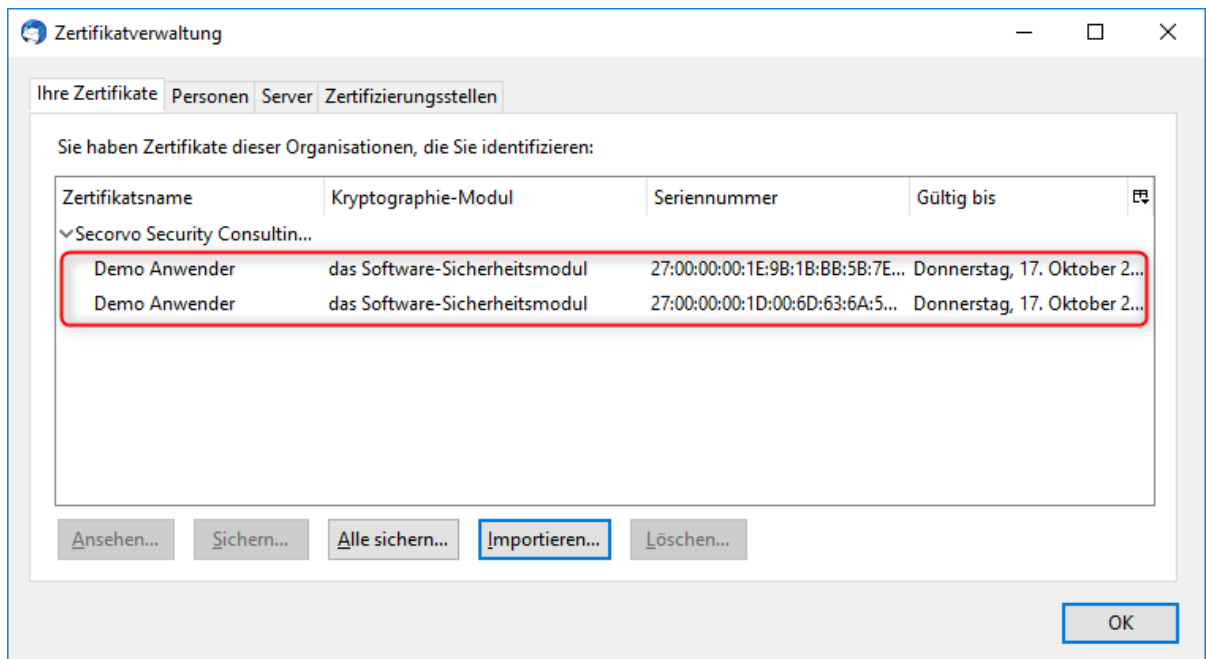 Zertifikatverwaltung
Ihre Zertifikate Personen Server Zertifizierungsstellen
Sie haben Zertifikate dieser Organisationen, die Sie identifizieren:
Zertifikatsname Kryptographie-Modul Seriennummer Gültig bis
Secorvo Security Consultin...
Demo Anwender das Software-Sicherheitsmodul 27:00:00:00:1E:9B:1B:BB:5B:7E... Donnerstag, 17. Oktober 2...
Demo Anwender das Software-Sicherheitsmodul 27:00:00:00:1D:00:6D:63:6A:5... Donnerstag, 17. Oktober 2...
Ansehen... Sichern... Alle sichern... Importieren... Löschen...
OK